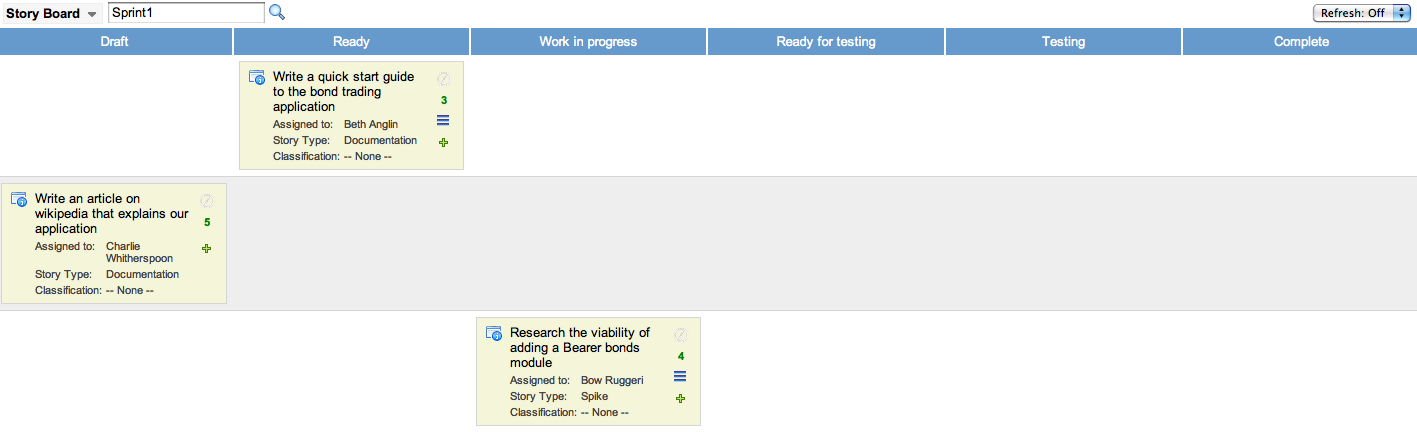 Story Board Sprint1 Refresh: Off
Draft Ready Work in progress Ready for testing Testing Complete
Write a quick start guide
to the bond trading
application
3
Assigned to: Beth Anglin
Story Type: Documentation
Classification: -- None --
Write an article on
wikipedia that explains our
application
5
Assigned to: Charlie
Whitherspoon
Story Type: Documentation
Classification: -- None --
Research the viability of
adding a Bearer bonds
module
4
Assigned to: Bow Ruggeri
Story Type: Spike
Classification: -- None --